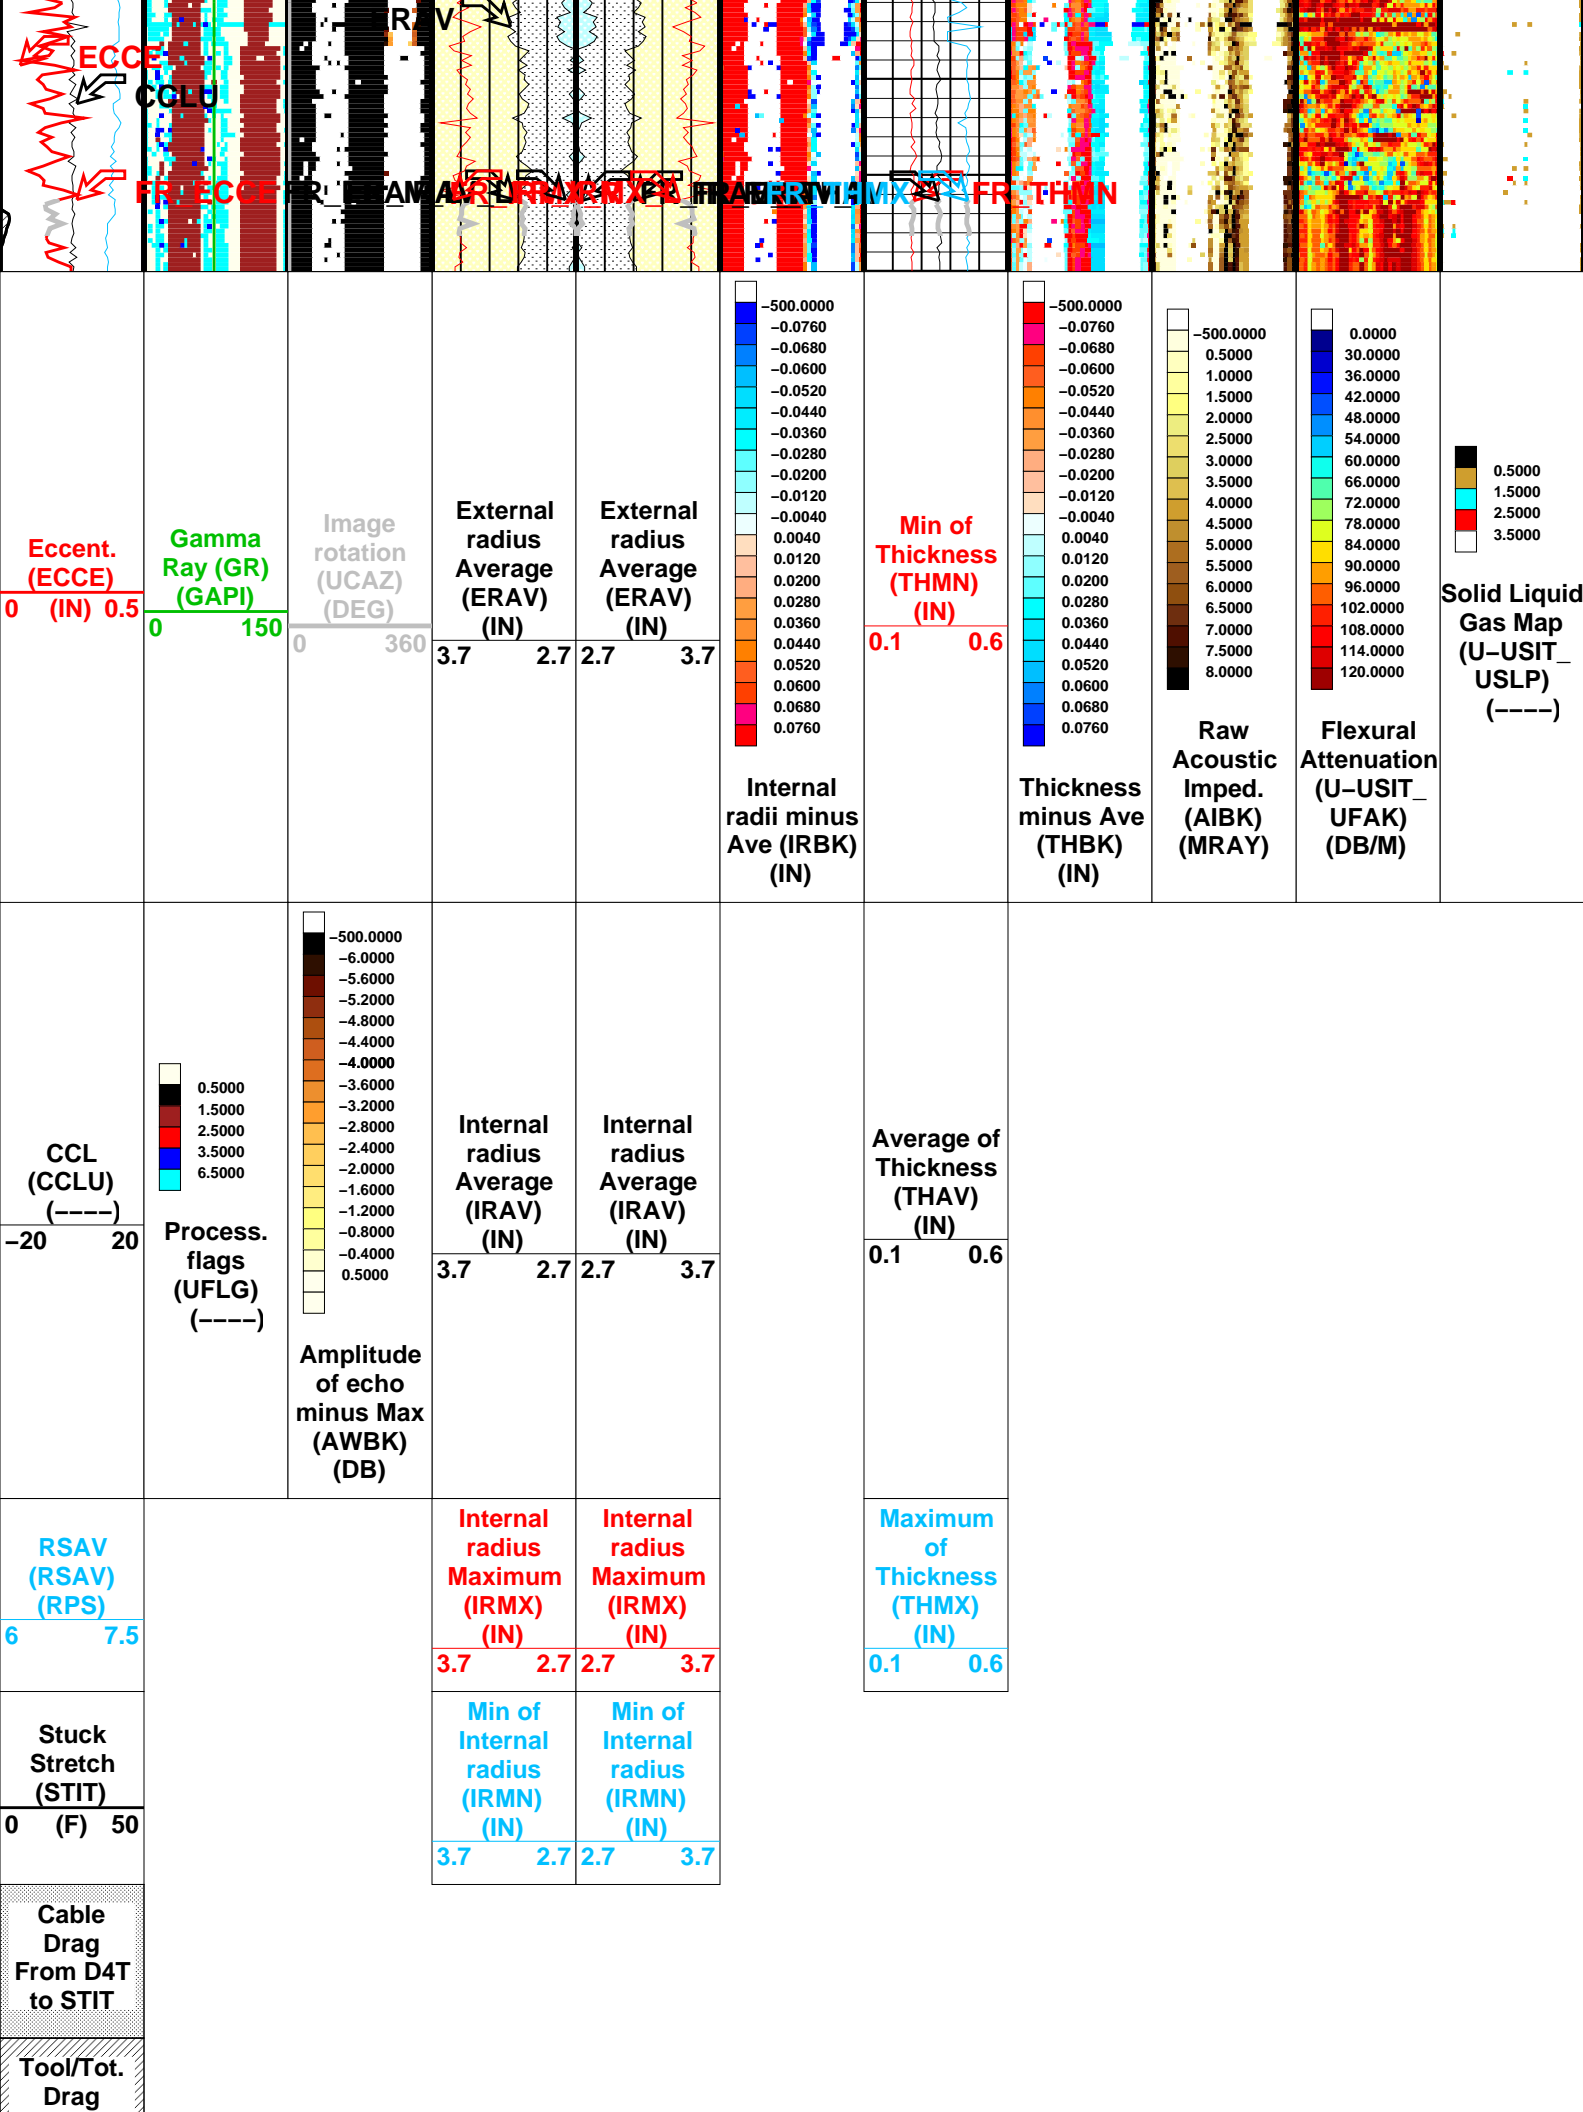 ERAV
ECCE
CCLU
FR_ECCE
FR_THMN
Eccent.
(ECCE)
0 (IN) 0.5
Gamma
Ray (GR)
(GAPI)
0 150
Image
rotation
(UCAZ)
(DEG)
0 360
External
radius
Average
(ERAV)
(IN)
3.7 2.7
External
radius
Average
(ERAV)
(IN)
2.7 3.7
-500.0000
-0.0760
-0.0680
-0.0600
-0.0520
-0.0440
-0.0360
-0.0280
-0.0200
-0.0120
-0.0040
0.0040
0.0120
0.0200
0.0280
0.0360
0.0440
0.0520
0.0600
0.0680
0.0760
Internal
radii minus
Ave (IRBK)
(IN)
Min of
Thickness
(THMN)
(IN)
0.1 0.6
-500.0000
-0.0760
-0.0680
-0.0600
-0.0520
-0.0440
-0.0360
-0.0280
-0.0200
-0.0120
-0.0040
0.0040
0.0120
0.0200
0.0280
0.0360
0.0440
0.0520
0.0600
0.0680
0.0760
Thickness
minus Ave
(THBK)
(IN)
-500.0000
0.5000
1.0000
1.5000
2.0000
2.5000
3.0000
3.5000
4.0000
4.5000
5.0000
5.5000
6.0000
6.5000
7.0000
7.5000
8.0000
Raw
Acoustic
Imped.
(AIBK)
(MRAY)
0.0000
30.0000
36.0000
42.0000
48.0000
54.0000
60.0000
66.0000
72.0000
78.0000
84.0000
90.0000
96.0000
102.0000
108.0000
114.0000
120.0000
Flexural
Attenuation
(U-USIT_
UFAK)
(DB/M)
0.5000
1.5000
2.5000
3.5000
Solid Liquid
Gas Map
(U-USIT_
USLP)
(----)
CCL
(CCLU)
(----)
-20 20
0.5000
1.5000
2.5000
3.5000
6.5000
Process.
flags
(UFLG)
(----)
-500.0000
-6.0000
-5.6000
-5.2000
-4.8000
-4.4000
-4.0000
-3.6000
-3.2000
-2.8000
-2.4000
-2.0000
-1.6000
-1.2000
-0.8000
-0.4000
0.5000
Amplitude
of echo
minus Max
(AWBK)
(DB)
Internal
radius
Average
(IRAV)
(IN)
3.7 2.7
Internal
radius
Average
(IRAV)
(IN)
2.7 3.7
Average of
Thickness
(THAV)
(IN)
0.1 0.6
RSAV
(RSAV)
(RPS)
6 7.5
Internal
radius
Maximum
(IRMX)
(IN)
3.7 2.7
Internal
radius
Maximum
(IRMX)
(IN)
2.7 3.7
Maximum
of
Thickness
(THMX)
(IN)
0.1 0.6
Stuck
Stretch
(STIT)
0 (F) 50
Min of
Internal
radius
(IRMN)
(IN)
3.7 2.7
Min of
Internal
radius
(IRMN)
(IN)
2.7 3.7
Cable
Drag
From D4T
to STIT
Tool/Tot.
Drag